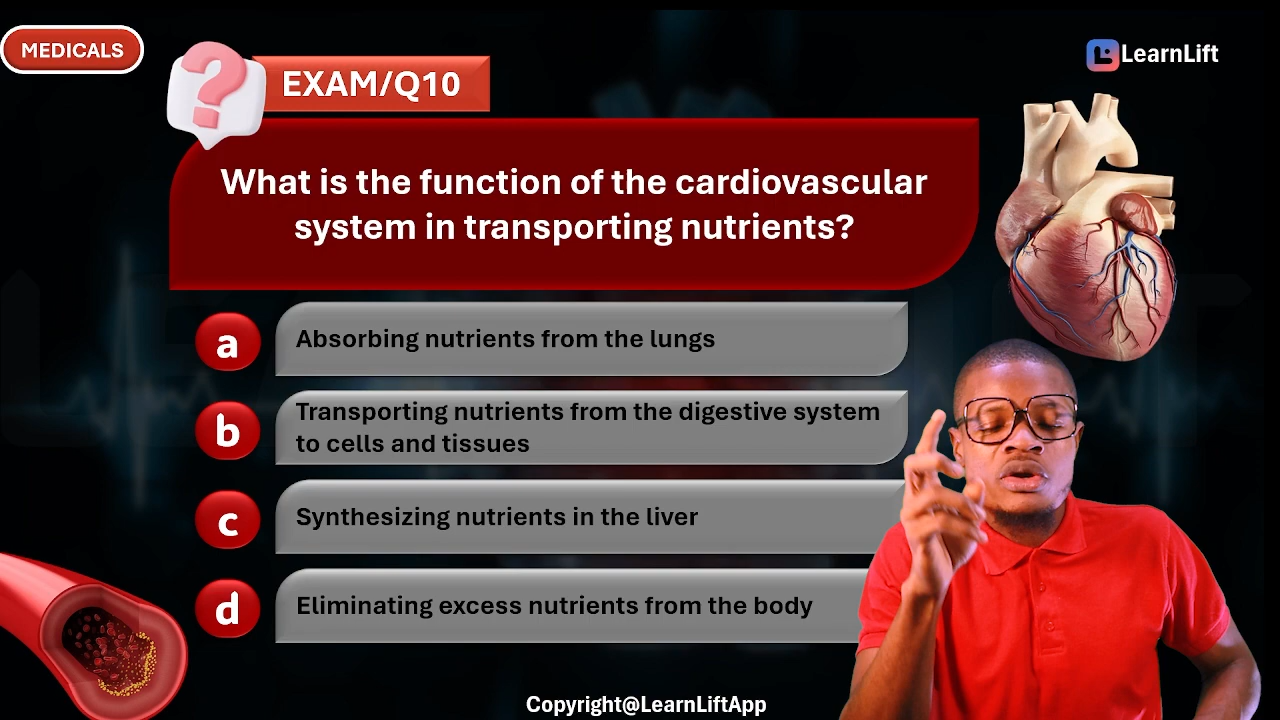 MEDICALS
LearnLift
?
EXAM/Q10
What is the function of the cardiovascular
system in transporting nutrients?
a
Absorbing nutrients from the lungs
b
Transporting nutrients from the digestive system
to cells and tissues
c
Synthesizing nutrients in the liver
d
Eliminating excess nutrients from the body
Copyright@LearnLiftApp